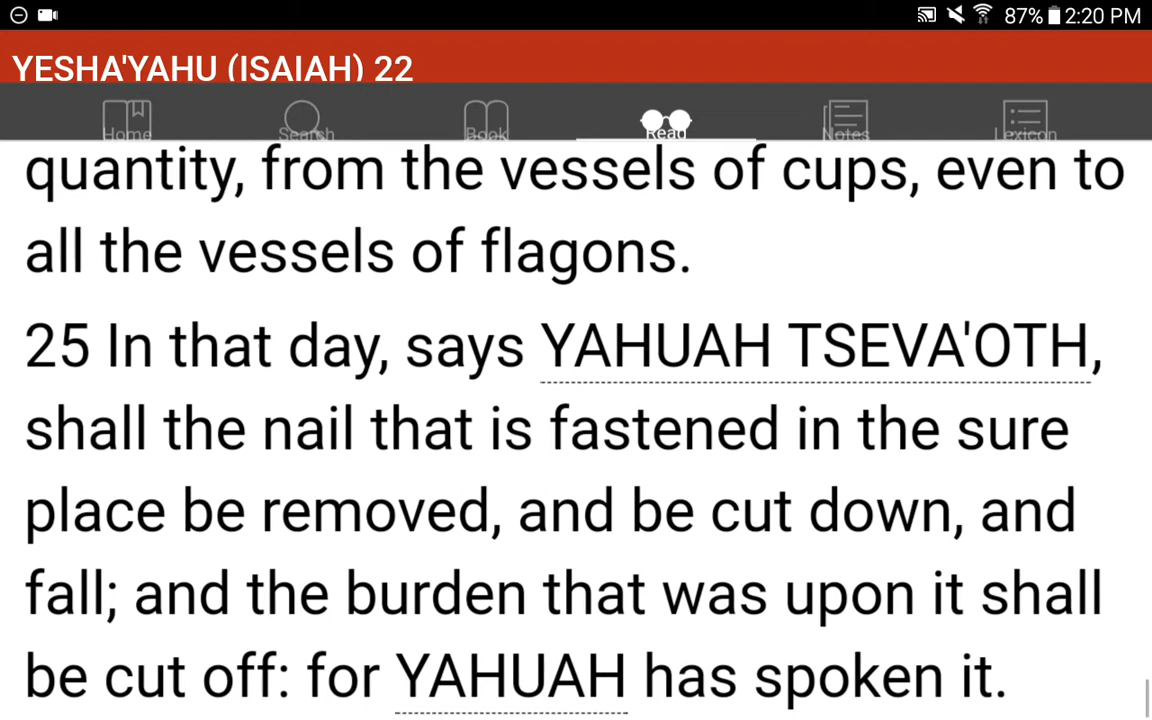 87% 2:20 PM
YESHA'YAHU (ISAIAH) 22
Home Search Book Read Notes Lexicon
quantity, from the vessels of cups, even to
all the vessels of flagons.
25 In that day, says YAHUAH TSEVA'OTH,
shall the nail that is fastened in the sure
place be removed, and be cut down, and
fall; and the burden that was upon it shall
be cut off: for YAHUAH has spoken it.